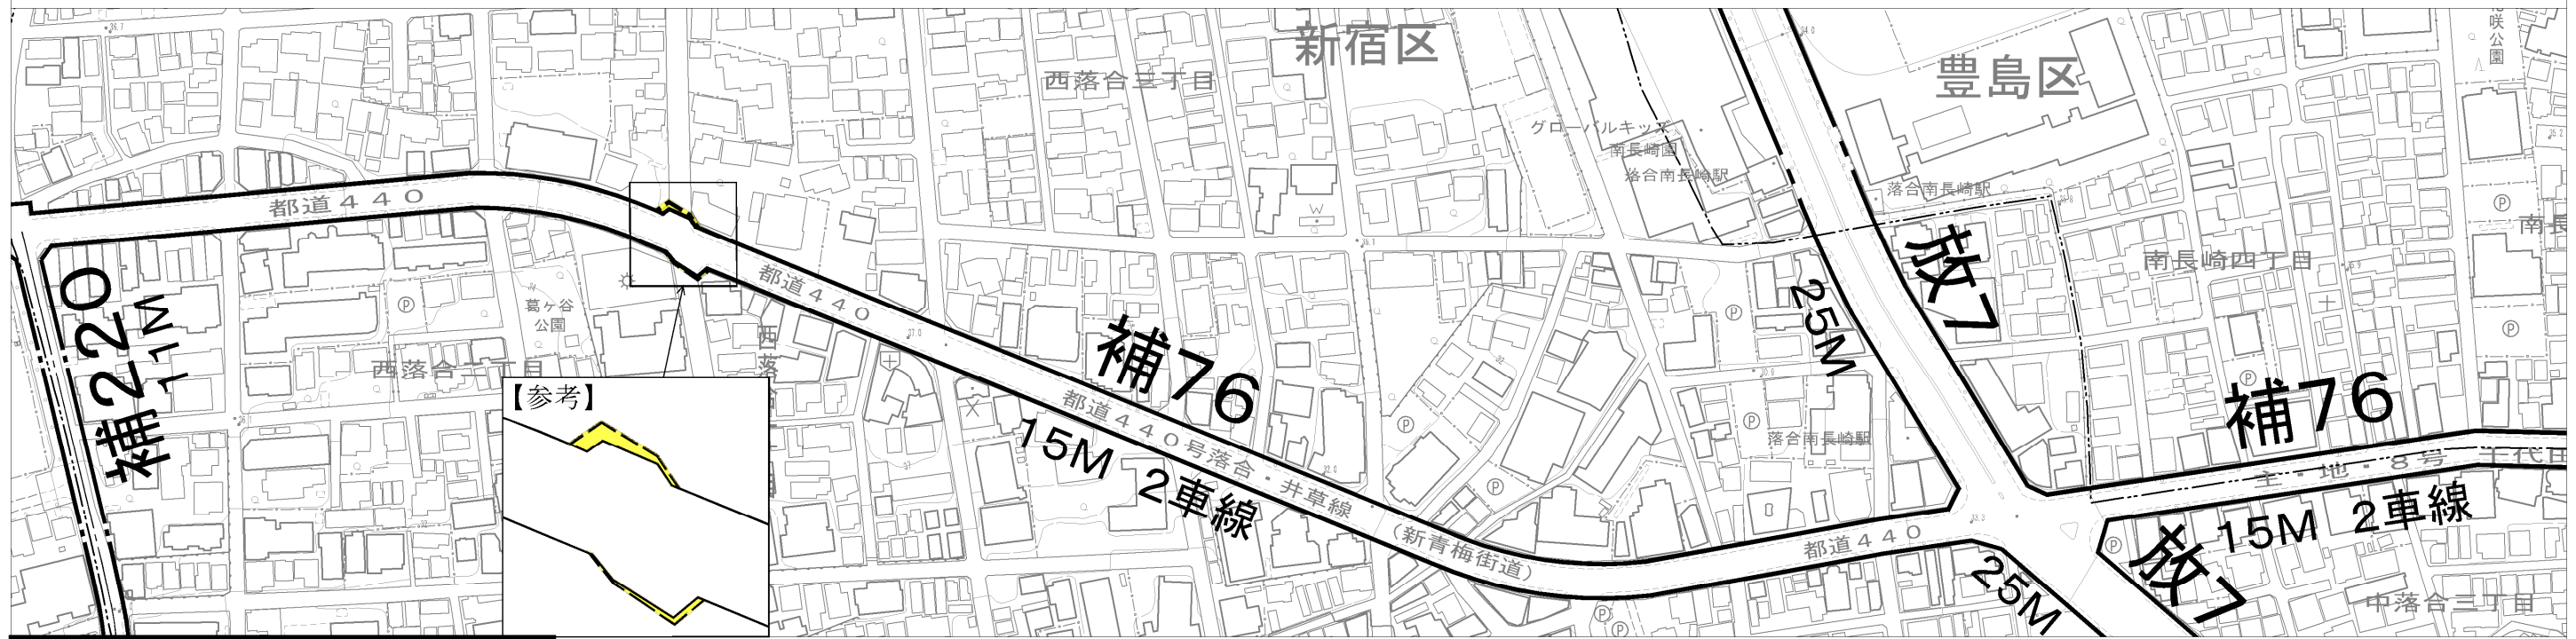 新宿区
豊島区
西落合三丁目
花咲公園
グローバルキッズ
南長崎園
落合南長崎駅
落合南長崎駅
都道440
補220
11M
葛ヶ谷
公園
都道440
放7
25M
南長崎四丁目
補76
15M 2車線
都道440号落合・井草線
(新青梅街道)
落合南長崎駅
【参考】
都道440
補76
主・地・8号
15M 2車線
放7
25M
中落合三丁目